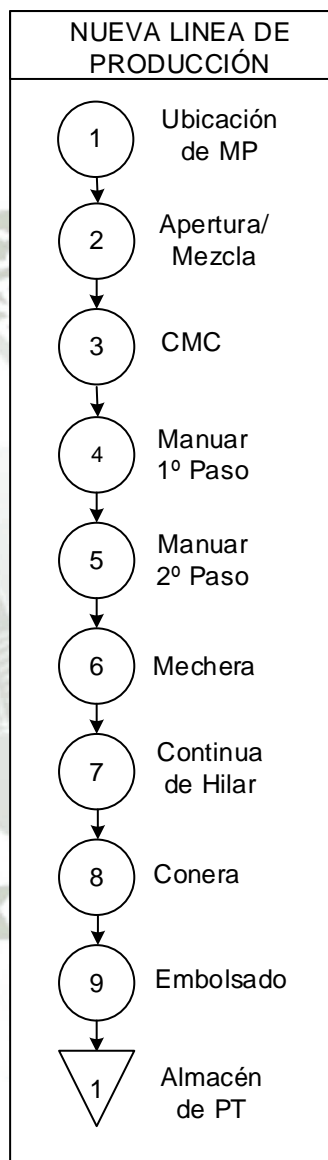 NUEVA LINEA DE
PRODUCCIÓN
1
Ubicación
de MP
2
Apertura/
Mezcla
3
CMC
4
Manuar
1º Paso
5
Manuar
2º Paso
6
Mechera
7
Continua
de Hilar
8
Conera
9
Embolsado
1
Almacén
de PT